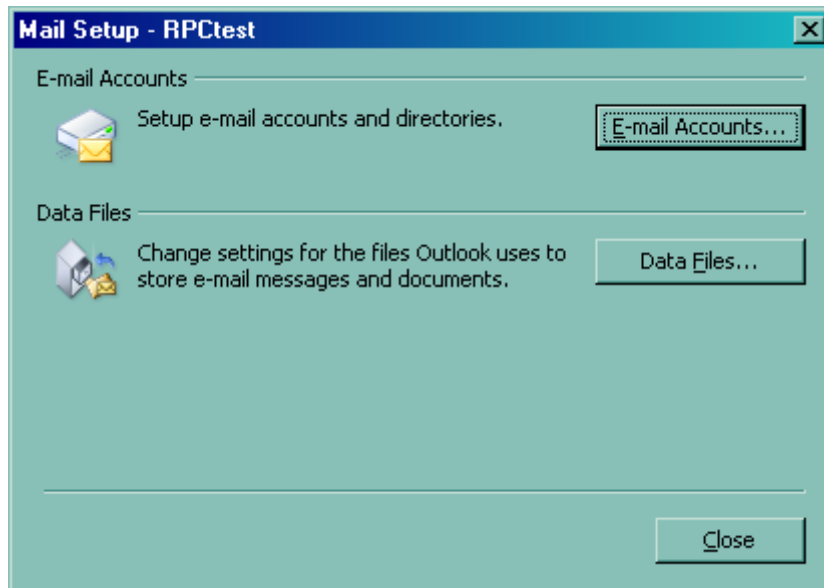 Mail Setup - RPCtest
E-mail Accounts
Setup e-mail accounts and directories.
E-mail Accounts...
Data Files
Change settings for the files Outlook uses to
store e-mail messages and documents.
Data Files...
Close